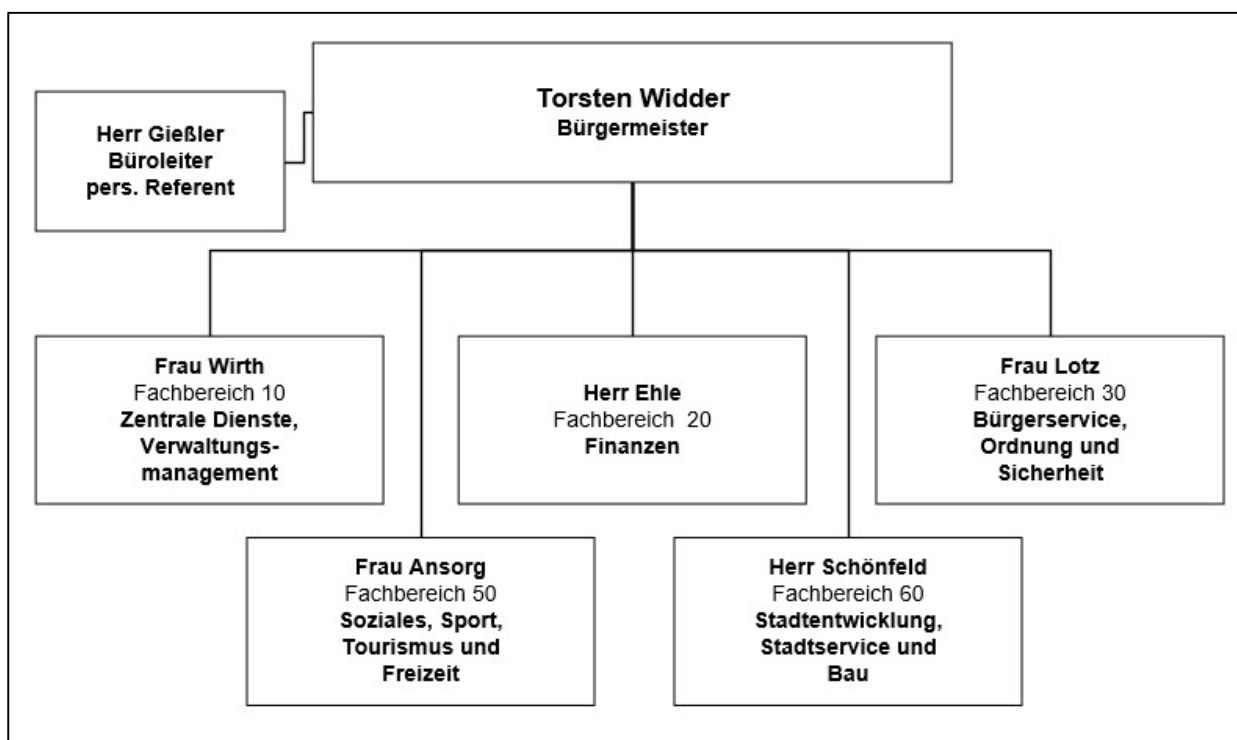 Torsten Widder
Bürgermeister
Herr Gießler
Büroleiter
pers. Referent
Frau Wirth
Fachbereich 10
Zentrale Dienste,
Verwaltungs-
management
Herr Ehle
Fachbereich 20
Finanzen
Frau Lotz
Fachbereich 30
Bürgerservice,
Ordnung und
Sicherheit
Frau Ansorg
Fachbereich 50
Soziales, Sport,
Tourismus und
Freizeit
Herr Schönfeld
Fachbereich 60
Stadtentwicklung,
Stadtservice und
Bau